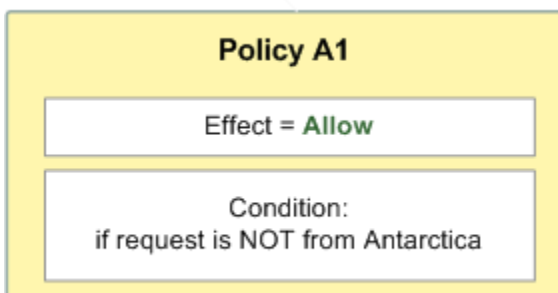 Policy A1
Effect = Allow
Condition:
if request is NOT from Antarctica